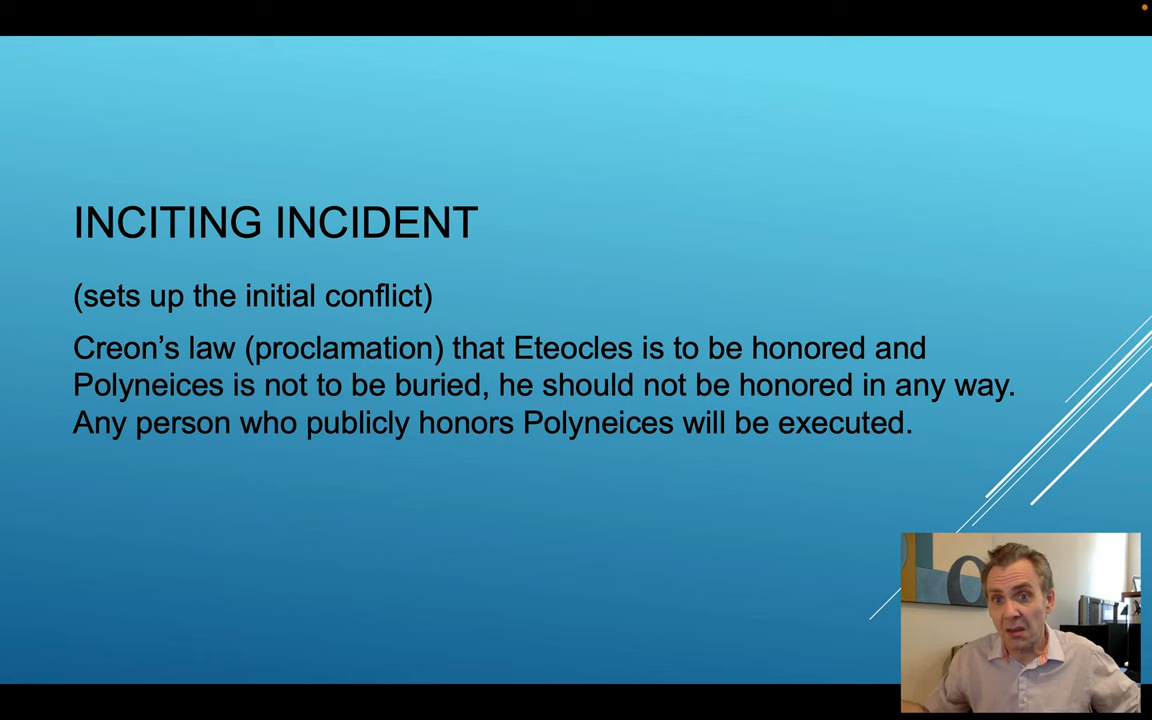 INCITING INCIDENT
(sets up the initial conflict)
Creon’s law (proclamation) that Eteocles is to be honored and
Polyneices is not to be buried, he should not be honored in any way.
Any person who publicly honors Polyneices will be executed.
Lo